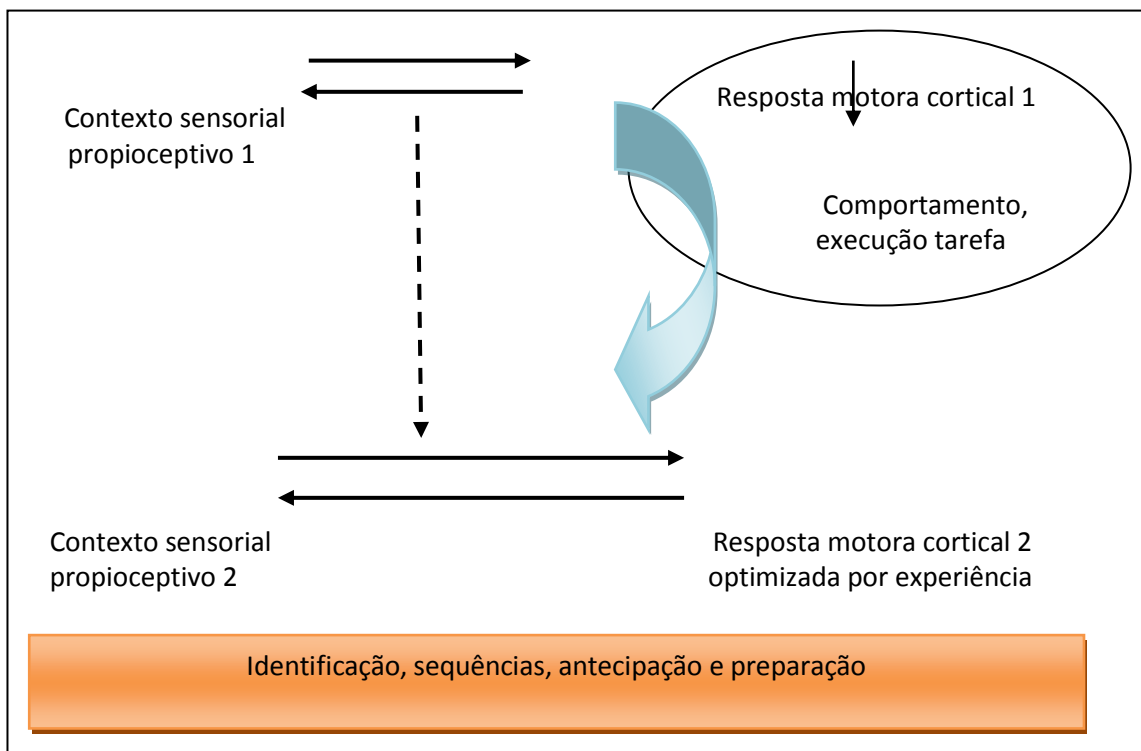 Contexto sensorial
propioceptivo 1
Resposta motora cortical 1
Comportamento,
execução tarefa
Contexto sensorial
propioceptivo 2
Resposta motora cortical 2
optimizada por experiência
Identificação, sequências, antecipação e preparação